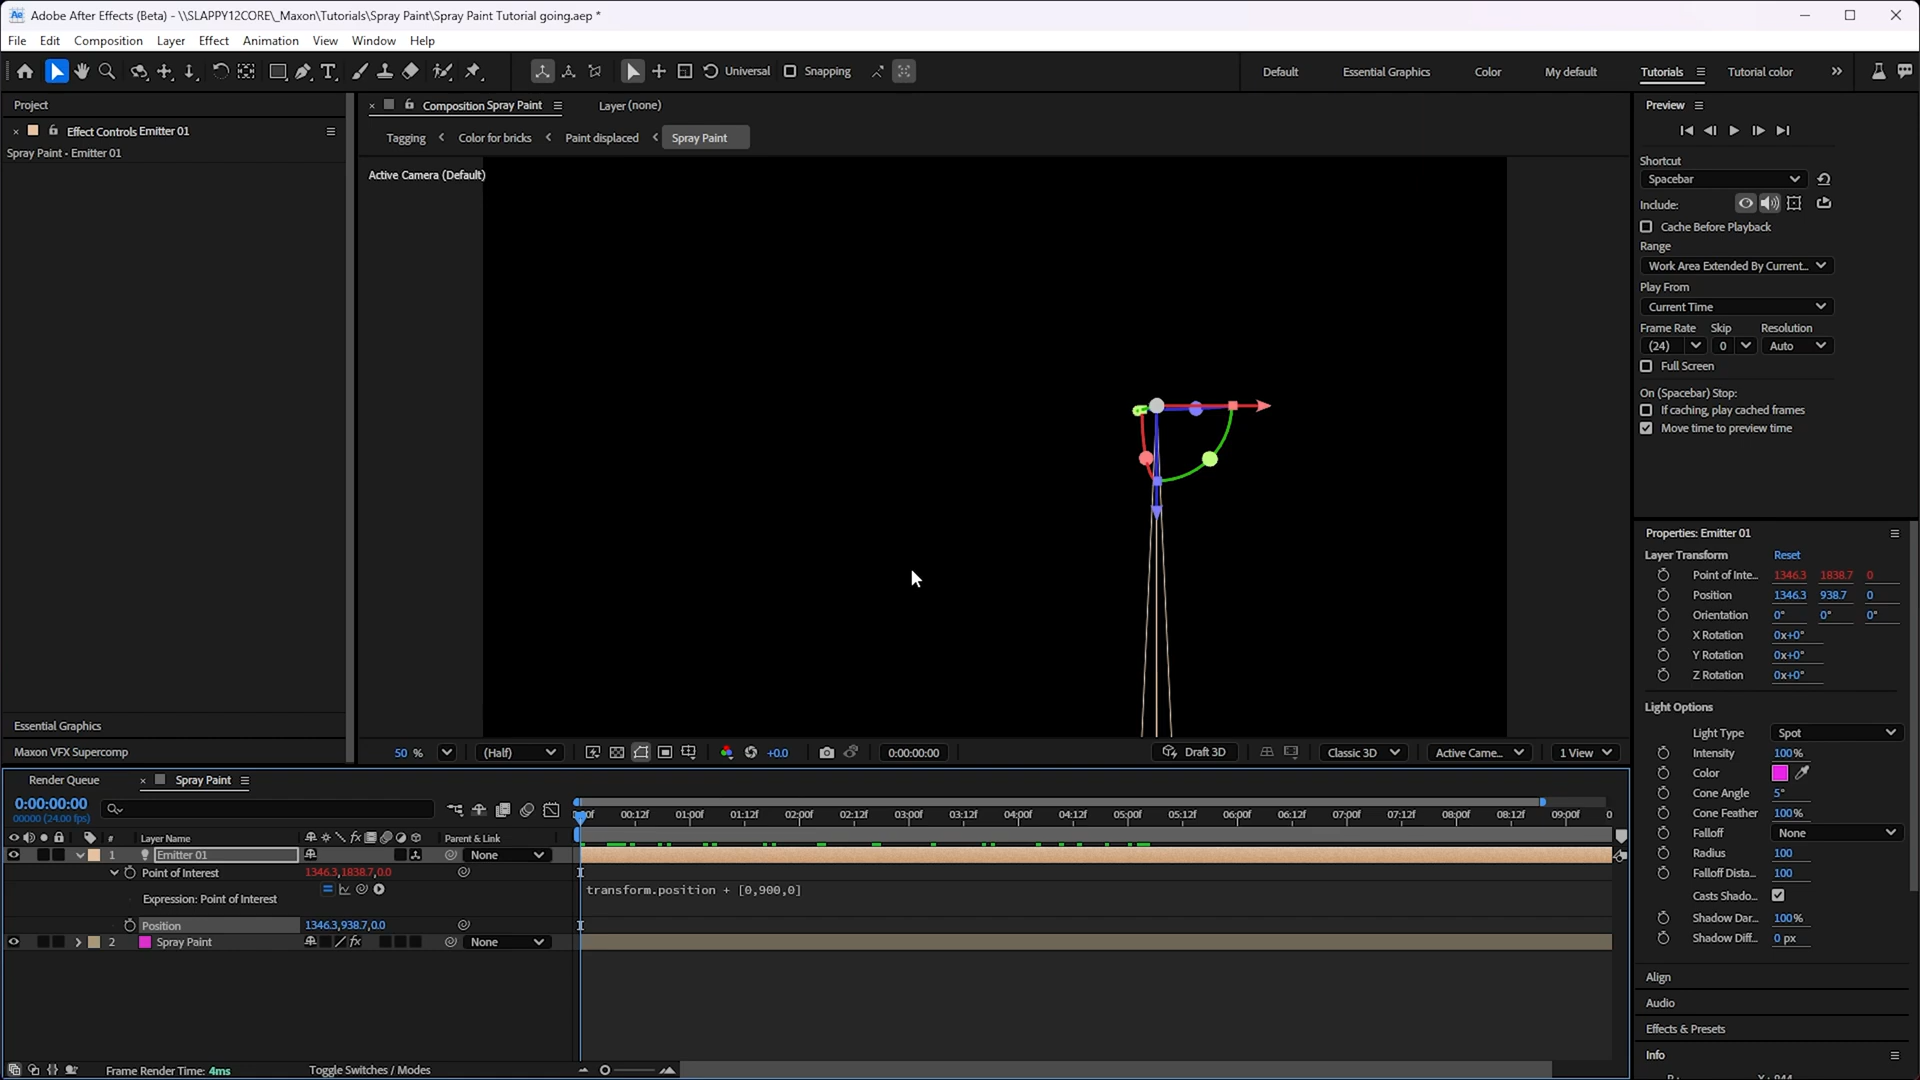 Adobe After Effects (Beta) - \\SLAPPY12CORE\_Maxon\Tutorials\Spray Paint\Spray Paint Tutorial going.aep *
File Edit Composition Layer Effect Animation View Window Help
Universal Snapping Default Essential Graphics Color My default Tutorials Tutorial color
Project
Effect Controls Emitter 01
Spray Paint - Emitter 01
Composition Spray Paint Layer (none)
Tagging Color for bricks Paint displaced Spray Paint
Active Camera (Default)
Preview
Shortcut
Spacebar
Include:
Cache Before Playback
Range
Work Area Extended By Current...
Play From
Current Time
Frame Rate Skip Resolution
(24) 0 Auto
Full Screen
On (Spacebar) Stop:
If caching, play cached frames
Move time to preview time
Properties: Emitter 01
Layer Transform Reset
Point of Inte... 1346.3 1838.7 0
Position 1346.3 938.7 0
Orientation 0° 0° 0°
X Rotation 0x+0°
Y Rotation 0x+0°
Z Rotation 0x+0°
Light Options
Light Type Spot
Intensity 100%
Color
Cone Angle 5°
Cone Feather 100%
Falloff None
Radius 100
Falloff Dista... 100
Casts Shado...
Shadow Dar... 100%
Shadow Diff... 0 px
Align
Audio
Effects & Presets
Info
Essential Graphics
Maxon VFX Supercomp
50 % (Half) +0.0 0:00:00:00 Draft 3D Classic 3D Active Came... 1 View
Render Queue Spray Paint
0:00:00:00
00000 (24.00 fps)
00:12f 01:00f 01:12f 02:00f 02:12f 03:00f 03:12f 04:00f 04:12f 05:00f 05:12f 06:00f 06:12f 07:00f 07:12f 08:00f 08:12f 09:00f
# Layer Name Parent & Link
1 Emitter 01 None
Point of Interest 1346.3,1838.7,0.0
Expression: Point of Interest
transform.position + [0,900,0]
Position 1346.3,938.7,0.0
2 Spray Paint None
Frame Render Time: 4ms Toggle Switches / Modes